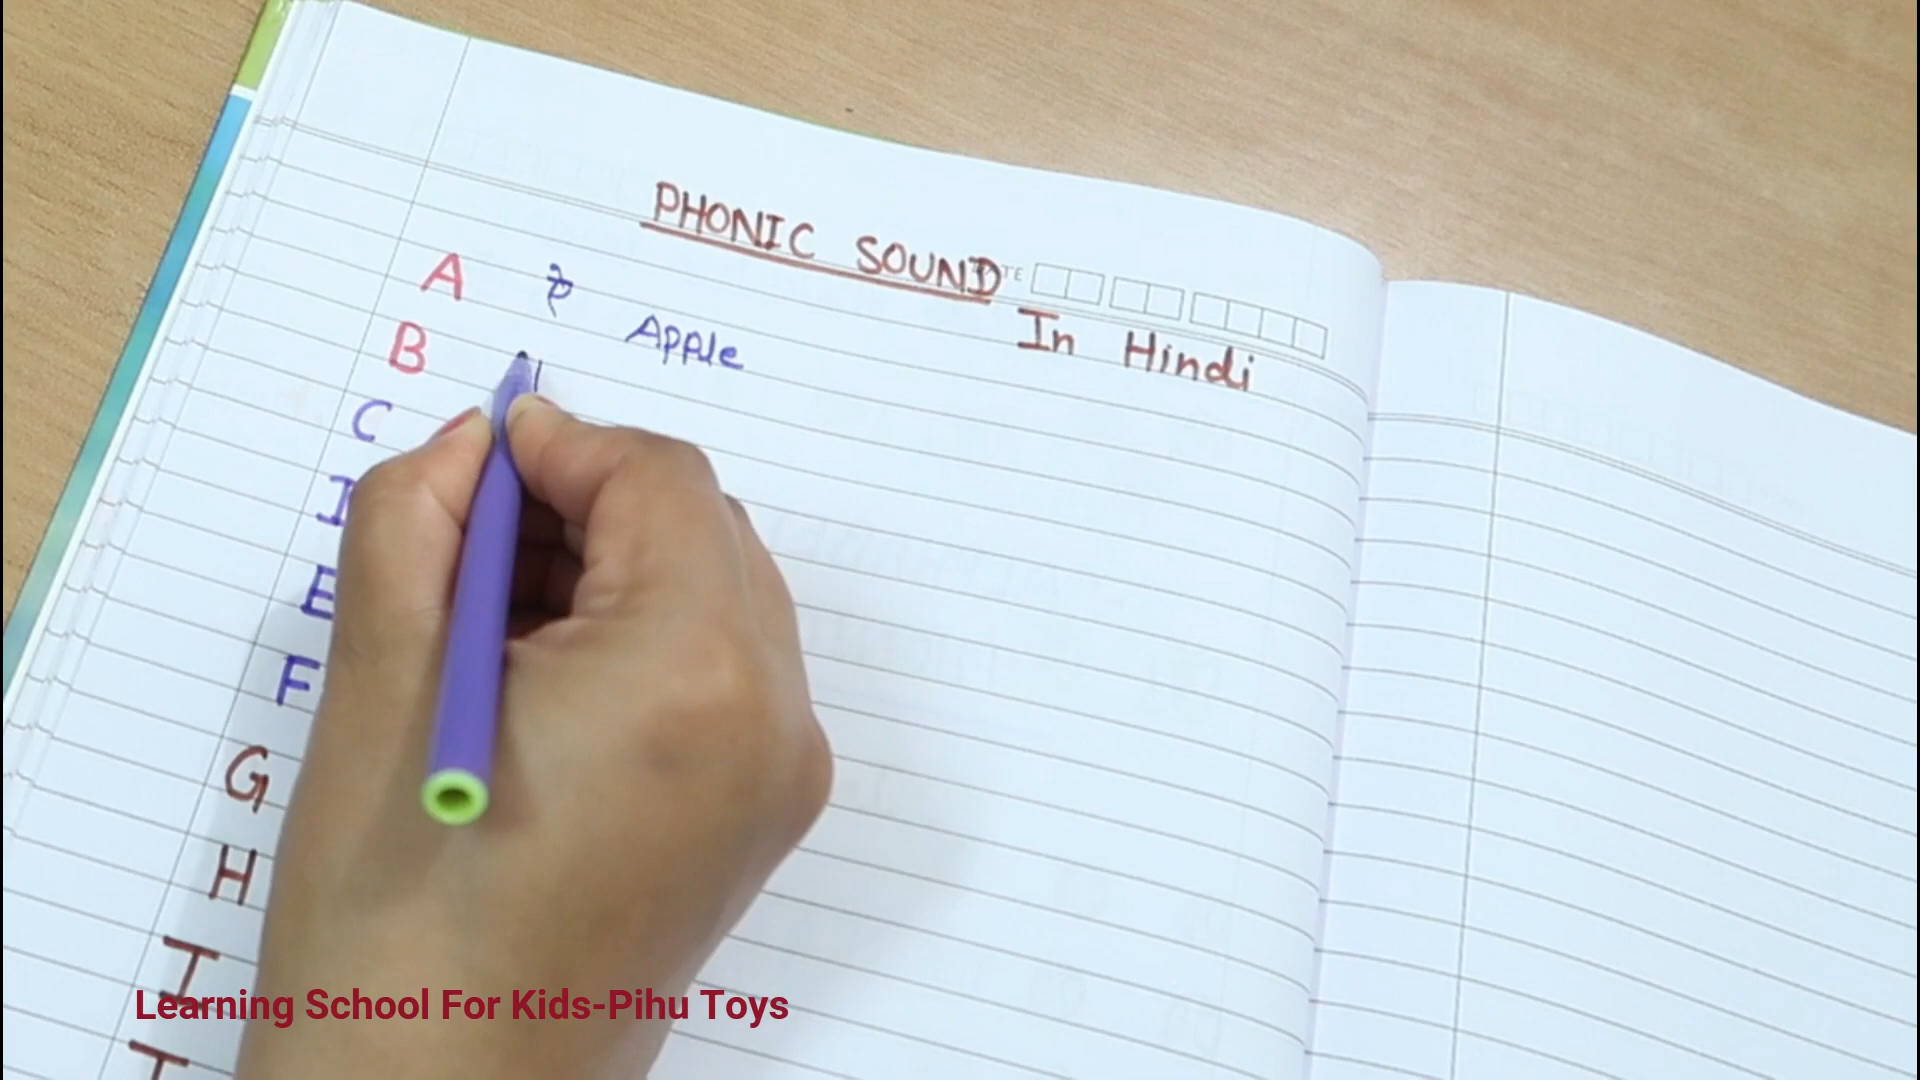 PHONIC SOUND
In Hindi
A ऐ Apple
B
C
D
E
F
G
H
I
Learning School For Kids-Pihu Toys